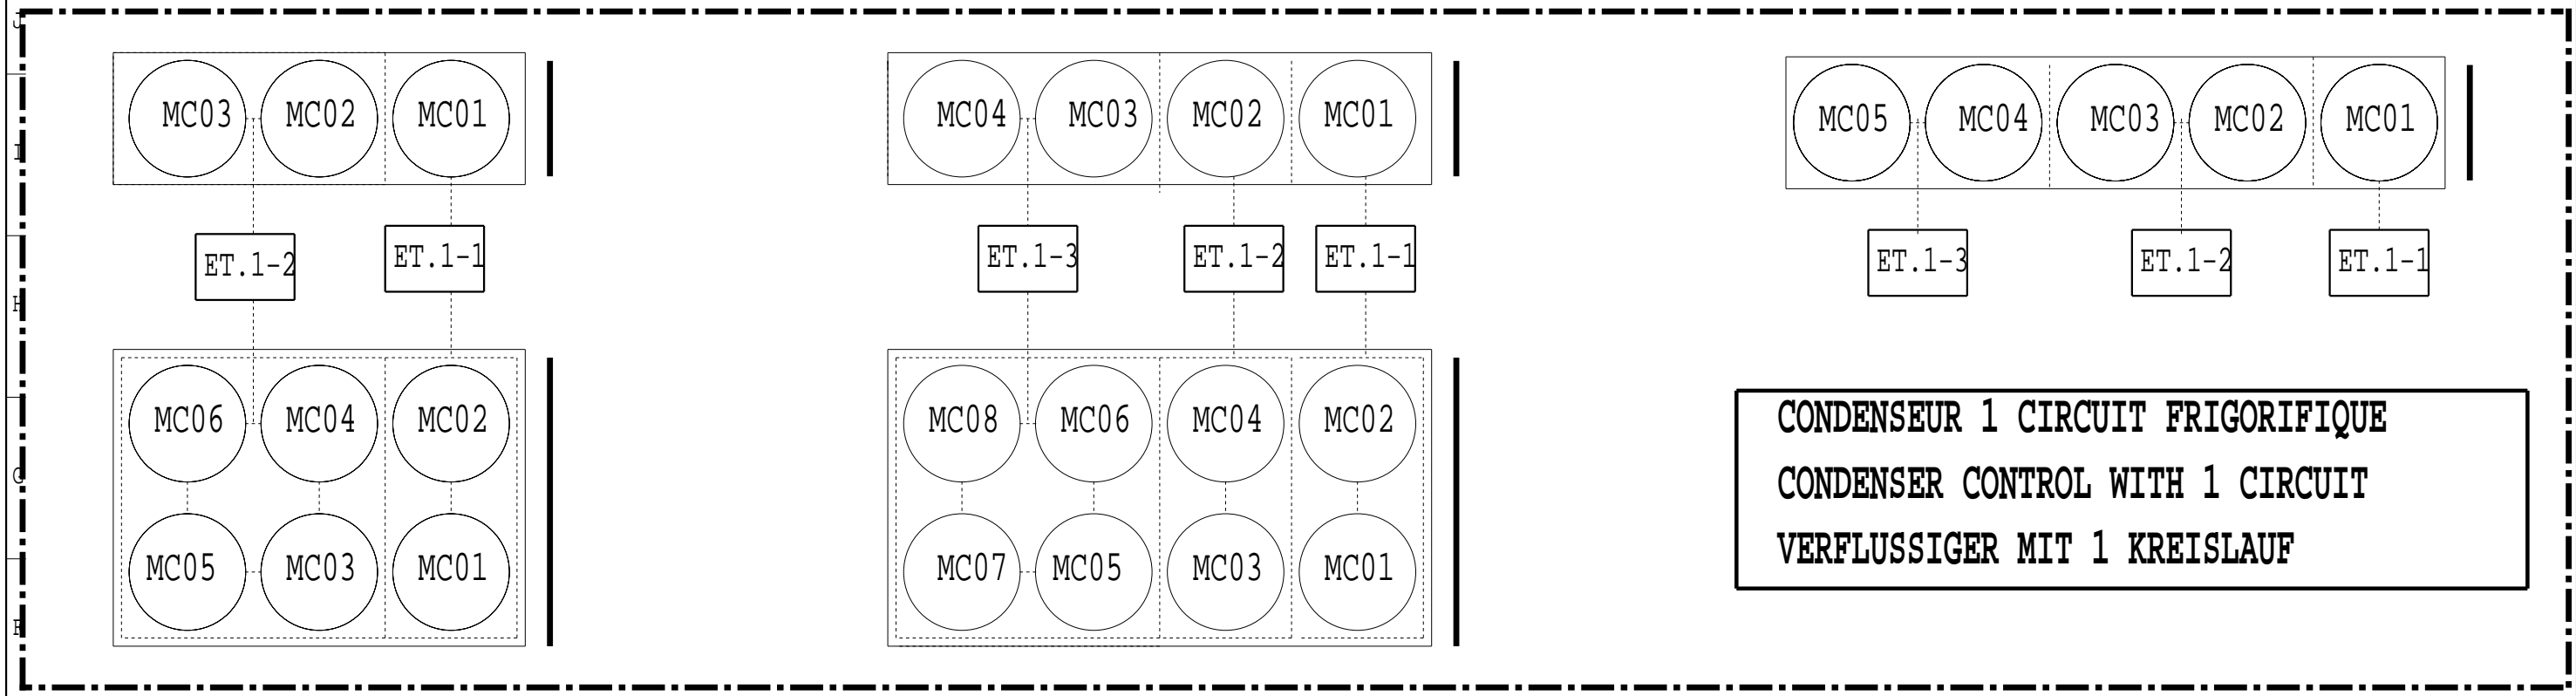 J
MC03 MC02 MC01
MC04 MC03 MC02 MC01
MC05 MC04 MC03 MC02 MC01
I
ET.1-2 ET.1-1
ET.1-3 ET.1-2 ET.1-1
ET.1-3 ET.1-2 ET.1-1
H
MC06 MC04 MC02
MC08 MC06 MC04 MC02
G
MC05 MC03 MC01
MC07 MC05 MC03 MC01
F
CONDENSEUR 1 CIRCUIT FRIGORIFIQUE
CONDENSER CONTROL WITH 1 CIRCUIT
VERFLUSSIGER MIT 1 KREISLAUF